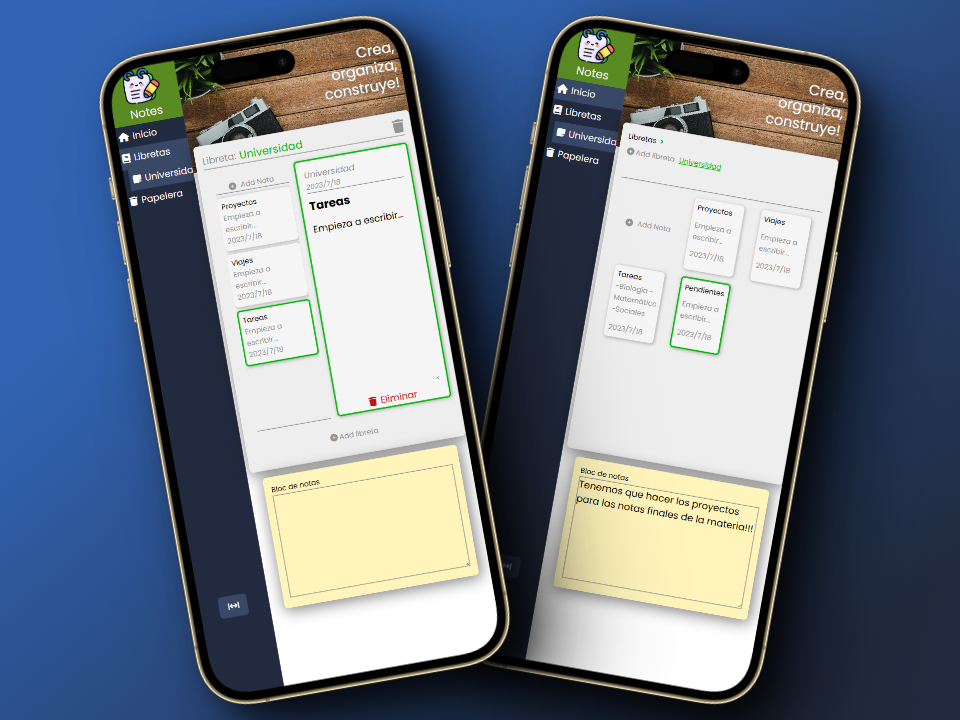 Notes
Inicio
Libretas
Universida
Papelera
Crea,
organiza,
construye!
Libreta: Universidad
Add Nota
Proyectos
Empieza a
escribir...
2023/7/18
Viajes
Empieza a
escribir...
2023/7/18
Tareas
Empieza a
escribir...
2023/7/18
Universidad
2023/7/18
Tareas
Empieza a escribir...
Eliminar
Add libreta
Bloc de notas
Notes
Inicio
Libretas
Universida
Papelera
Crea,
organiza,
construye!
Libretas >
Add libreta Universidad
Add Nota
Proyectos
Empieza a
escribir...
2023/7/18
Viajes
Empieza a
escribir...
2023/7/18
Tareas
-Biologia -
Matematica
-Sociales
2023/7/18
Pendientes
Empieza a
escribir...
2023/7/18
Bloc de notas
Tenemos que hacer los proyectos
para las notas finales de la materia!!!